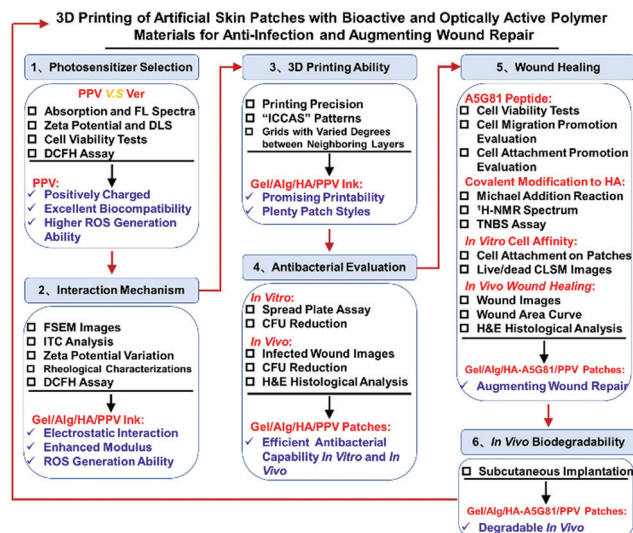 3D Printing of Artificial Skin Patches with Bioactive and Optically Active Polymer
Materials for Anti-Infection and Augmenting Wound Repair
1、Photosensitizer Selection
PPV V.S Ver
Absorption and FL Spectra
Zeta Potential and DLS
Cell Viability Tests
DCFH Assay
PPV:
Positively Charged
Excellent Biocompatibility
Higher ROS Generation
Ability
2、Interaction Mechanism
FSEM Images
ITC Analysis
Zeta Potential Variation
Rheological Characterizations
DCFH Assay
Gel/Alg/HA/PPV Ink:
Electrostatic Interaction
Enhanced Modulus
ROS Generation Ability
3、3D Printing Ability
Printing Precision
“ICCAS” Patterns
Grids with Varied Degrees
between Neighboring Layers
Gel/Alg/HA/PPV Ink:
Promising Printability
Plenty Patch Styles
4、Antibacterial Evaluation
In Vitro:
Spread Plate Assay
CFU Reduction
In Vivo:
Infected Wound Images
CFU Reduction
H&E Histological Analysis
Gel/Alg/HA/PPV Patches:
Efficient Antibacterial
Capability In Vitro and In
Vivo
5、Wound Healing
A5G81 Peptide:
Cell Viability Tests
Cell Migration Promotion
Evaluation
Cell Attachment Promotion
Evaluation
Covalent Modification to HA:
Michael Addition Reaction
¹H-NMR Spectrum
TNBS Assay
In Vitro Cell Affinity:
Cell Attachment on Patches
Live/dead CLSM Images
In Vivo Wound Healing:
Wound Images
Wound Area Curve
H&E Histological Analysis
Gel/Alg/HA-A5G81/PPV Patches:
Augmenting Wound Repair
6、In Vivo Biodegradability
Subcutaneous Implantation
Gel/Alg/HA-A5G81/PPV Patches:
Degradable In Vivo